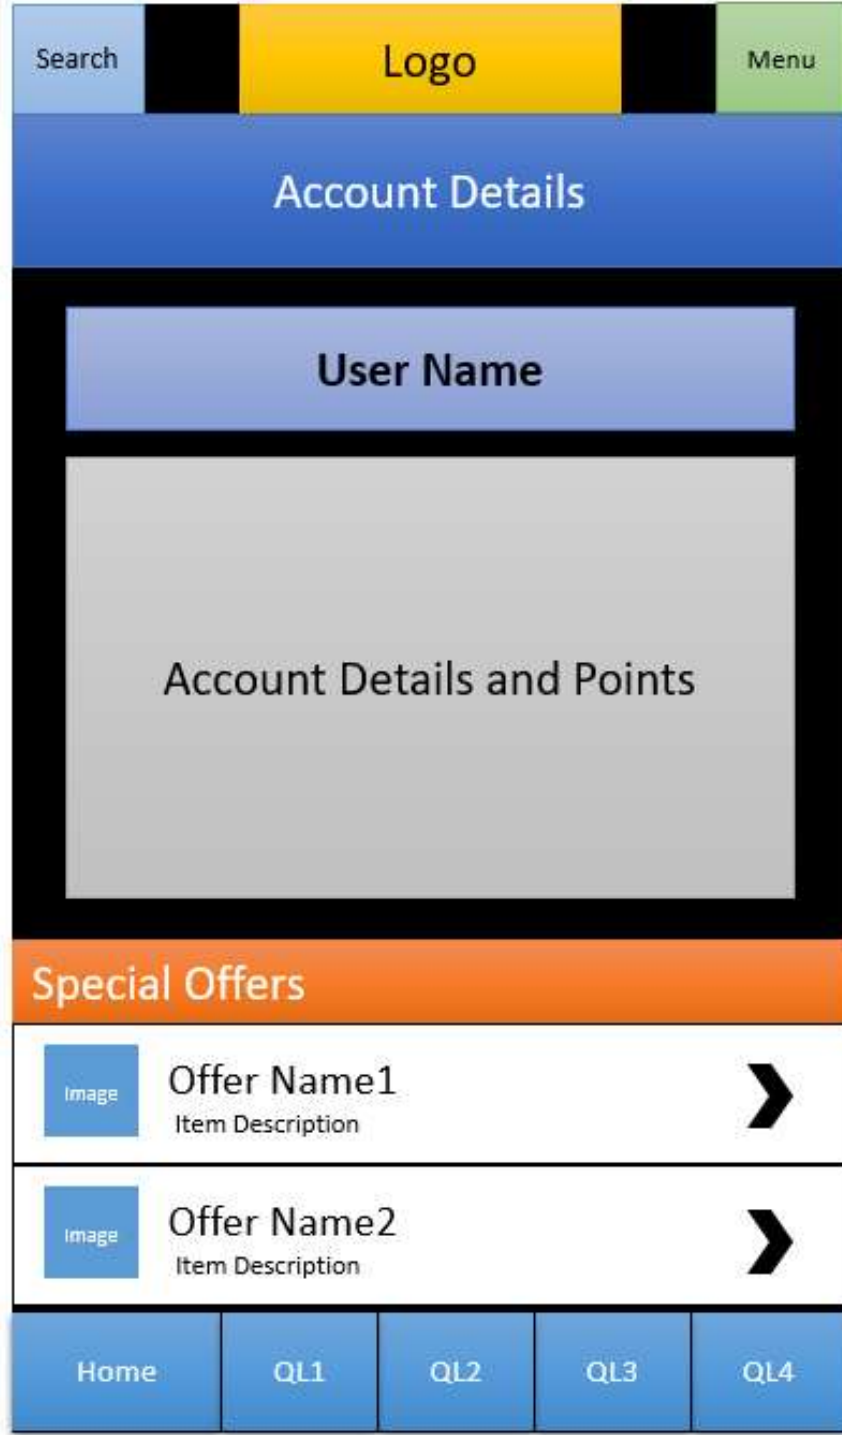 Search
Logo
Menu
Account Details
User Name
Account Details and Points
Special Offers
Image
Offer Name1
Item Description
Image
Offer Name2
Item Description
Home
QL1
QL2
QL3
QL4